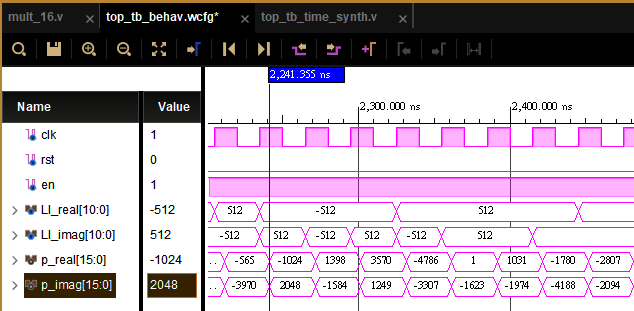 mult_16.v × top_tb_behav.wcfg* × top_tb_time_synth.v ×
2,241.355 ns
Name Value 2,300.000 ns 2,400.000 ns
clk 1
rst 0
en 1
LI_real[10:0] -512 512 -512 512
LI_imag[10:0] 512 -512 512 -512 512 -512 512
p_real[15:0] -1024 .. -565 -1024 1398 3570 -4786 1 1031 -1780 -2807
p_imag[15:0] 2048 .. -3970 2048 -1584 1249 -3307 -1623 -1974 -4188 -2094